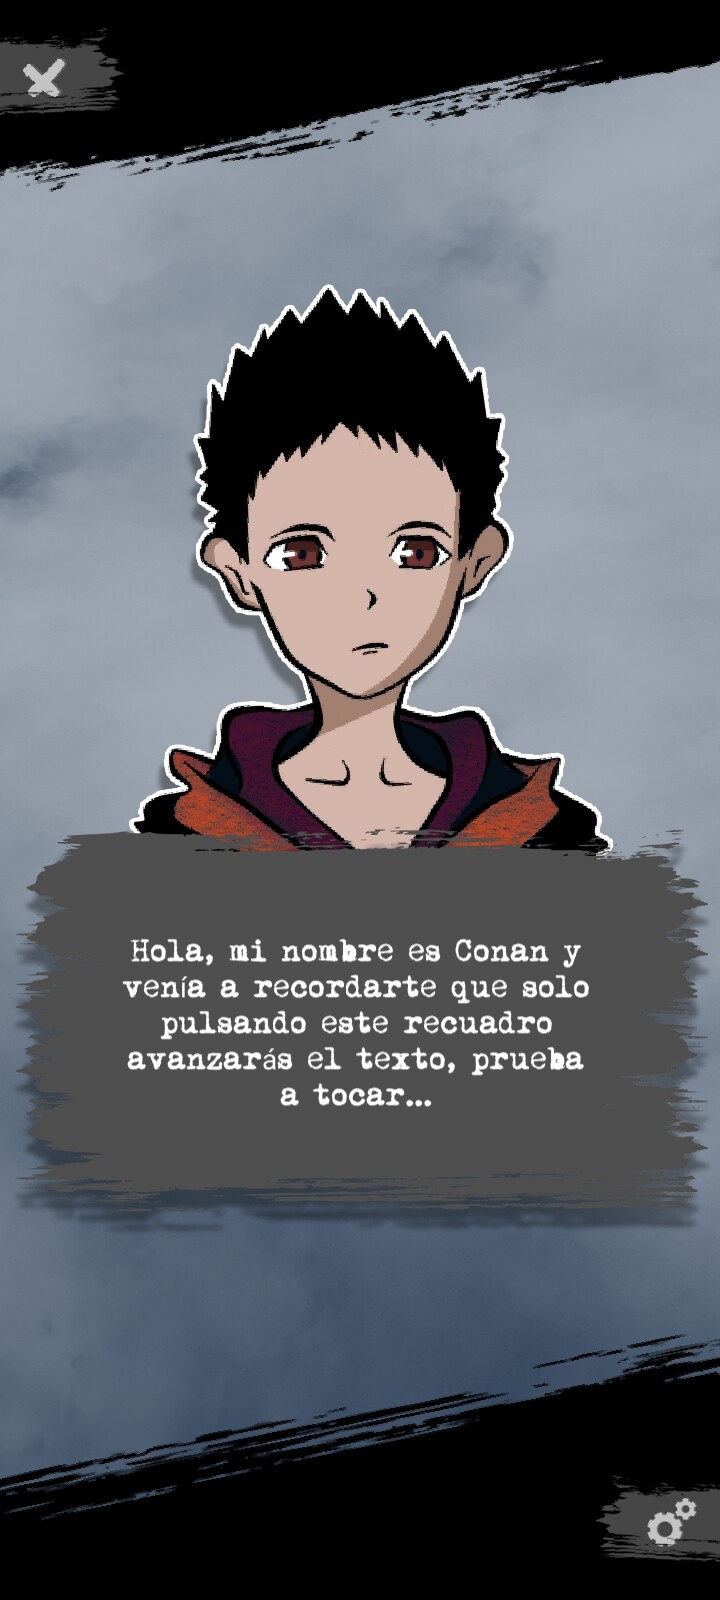 Hola, mi nombre es Conan y
venía a recordarte que solo
pulsando este recuadro
avanzarás el texto, prueba
a tocar...